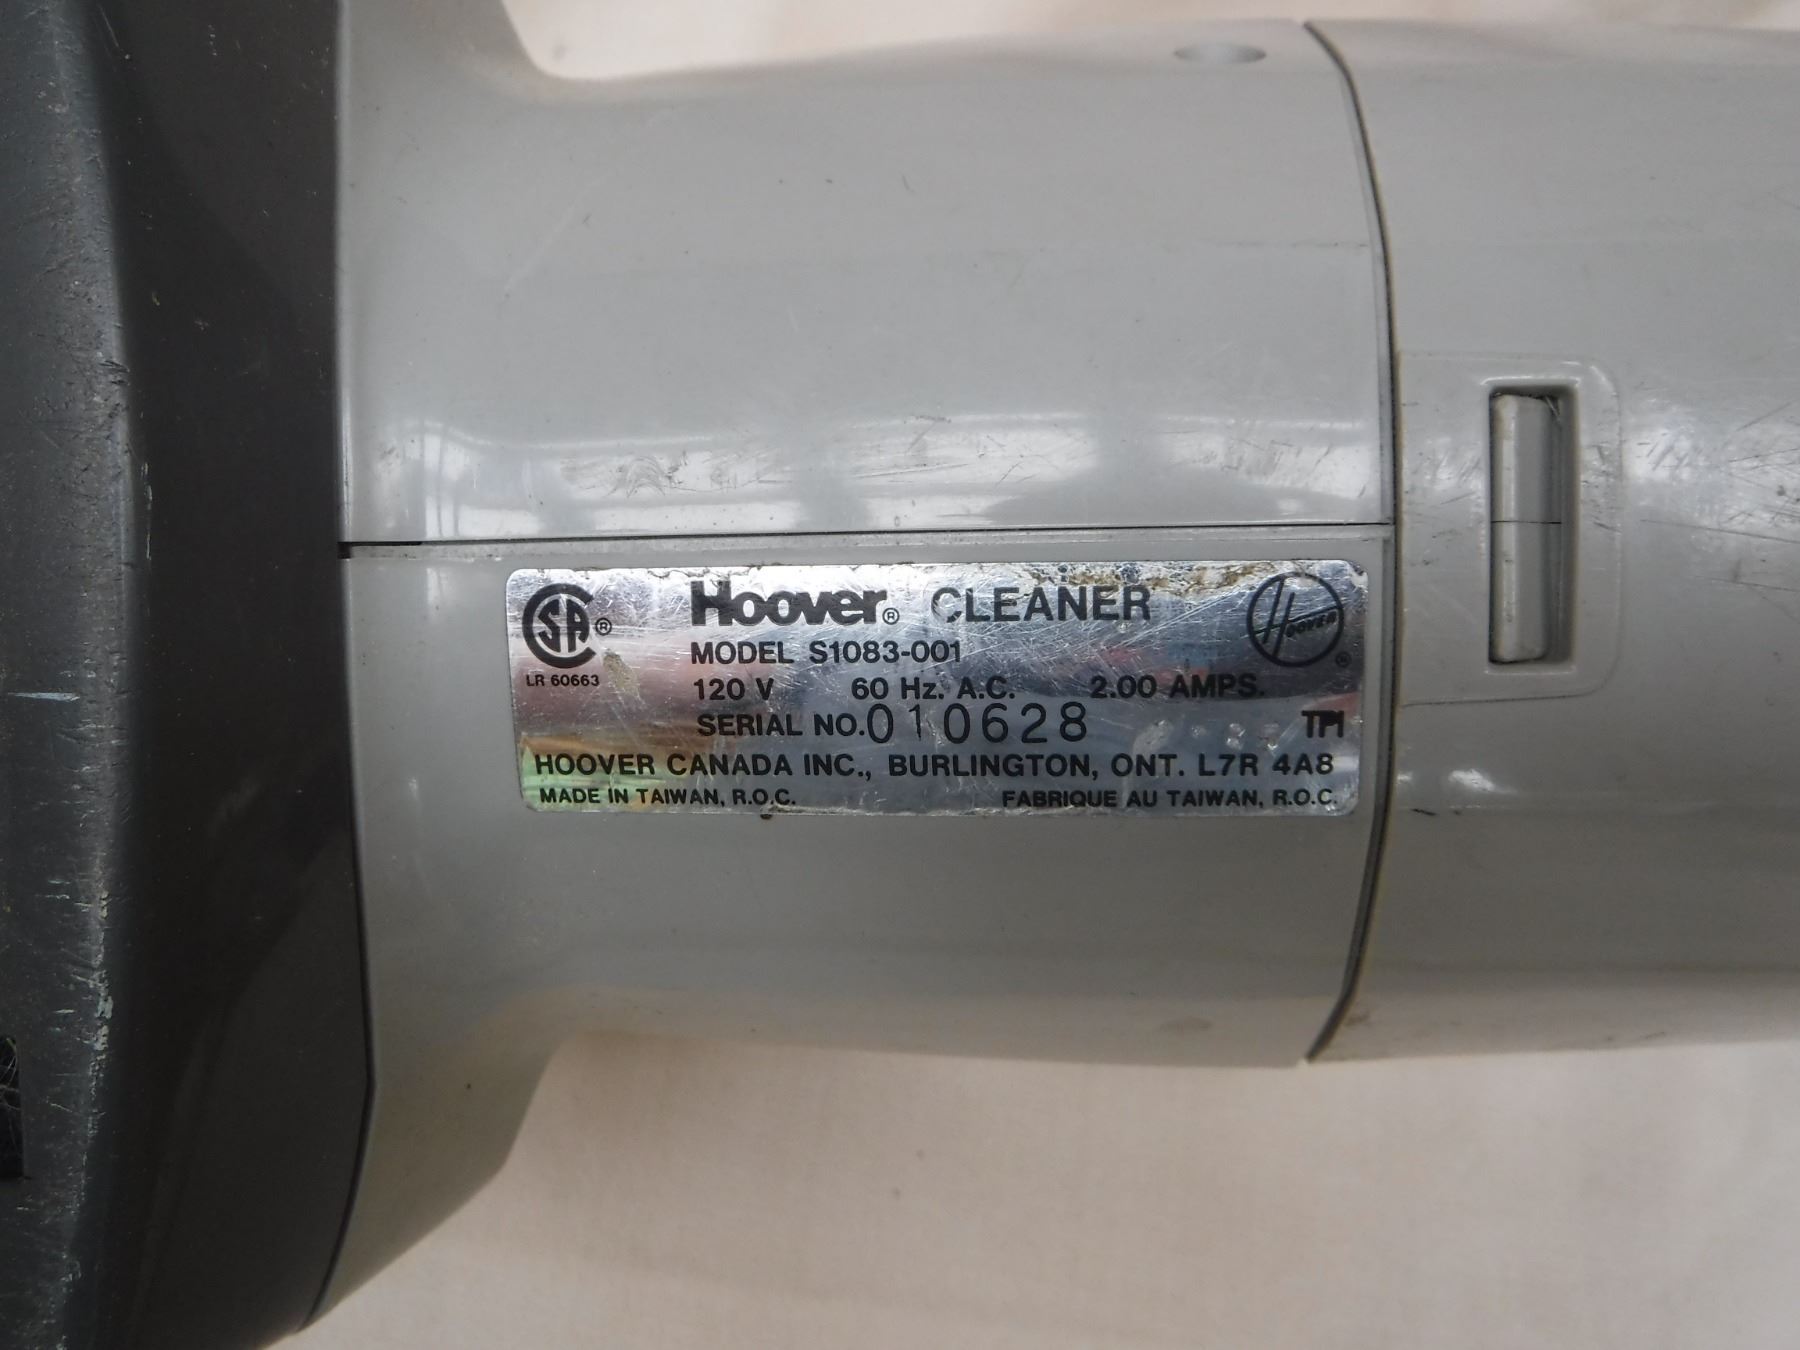 CSA®
LR 60663
Hoover® CLEANER
HOOVER ®
MODEL S1083-001
120 V 60 Hz. A.C. 2.00 AMPS.
SERIAL NO. 010628 TPI
HOOVER CANADA INC., BURLINGTON, ONT. L7R 4A8
MADE IN TAIWAN, R.O.C. FABRIQUE AU TAIWAN, R.O.C.